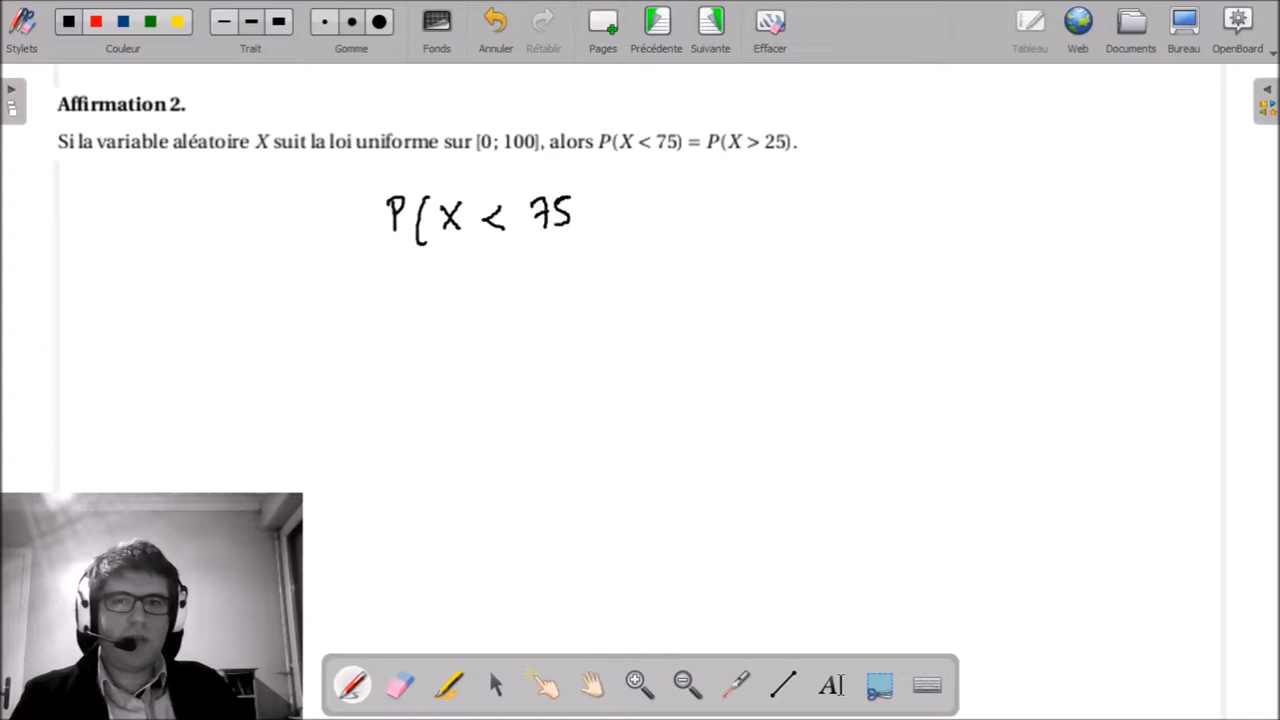 Stylets Couleur Trait Gomme Fonds Annuler Rétablir Pages Précédente Suivante Effacer Tableau Web Documents Bureau OpenBoard
Affirmation 2.
Si la variable aléatoire X suit la loi uniforme sur [0; 100], alors P(X < 75) = P(X > 25).
P(X < 75
AI